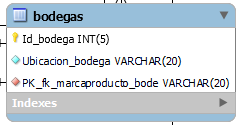 bodegas
Id_bodega INT(5)
Ubicacion_bodega VARCHAR(20)
PK_fk_marcaproducto_bode VARCHAR(20)
Indexes